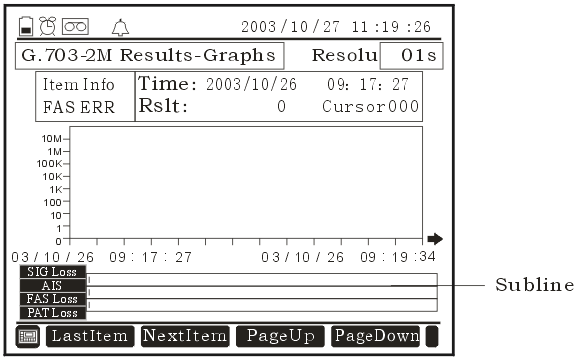 2003/10/27 11:19:26
G.703-2M Results-Graphs Resolu 01s
Item Info Time: 2003/10/26 09: 17: 27
FAS ERR Rslt: 0 Cursor000
10M
1M
100K
10K
1K
100
10
1
0
03/10/26 09:17:27 03/10/26 09:19:34
SIG Loss
AIS
FAS Loss
PAT Loss
Subline
LastItem NextItem PageUp PageDown